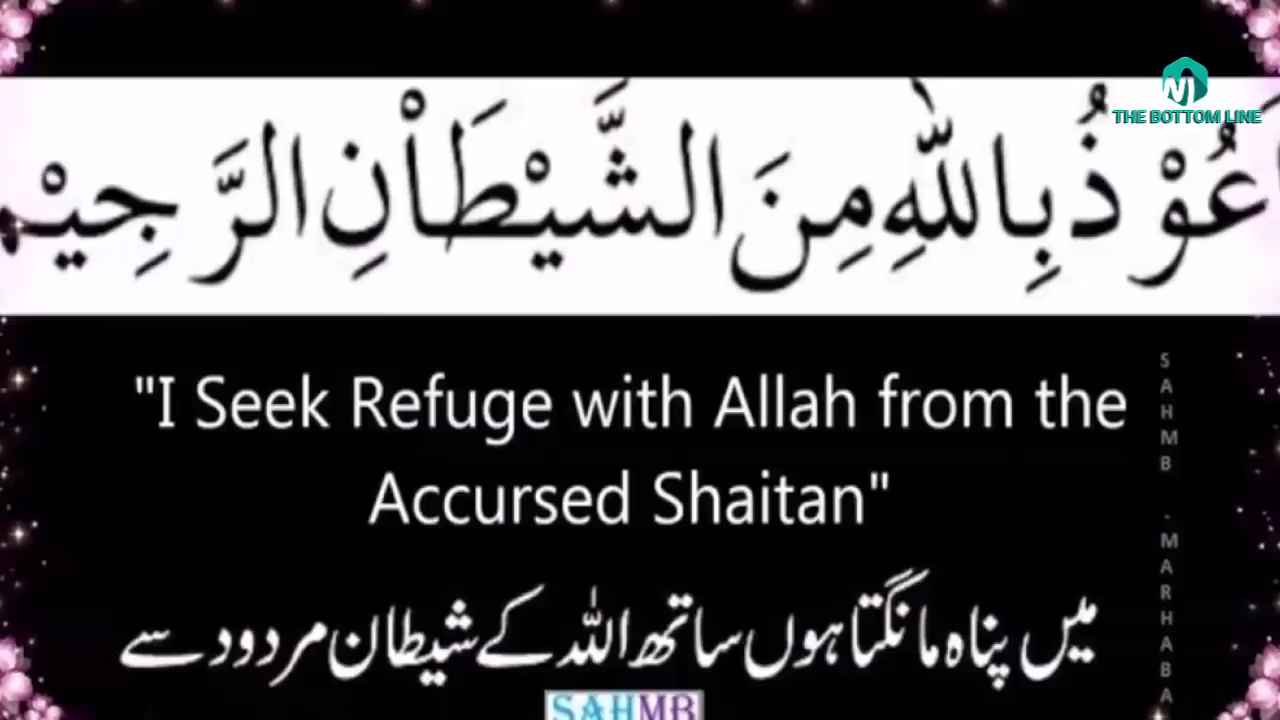 THE BOTTOM LINE
عُوْذُ بِاللّٰهِ مِنَ الشَّيْطَاْنِ الرَّجِيْم
"I Seek Refuge with Allah from the
Accursed Shaitan"
میں پناہ مانگتا ہوں ساتھ اللہ کے شیطان مردود سے
SAHMB
SAHMB - MARHABA